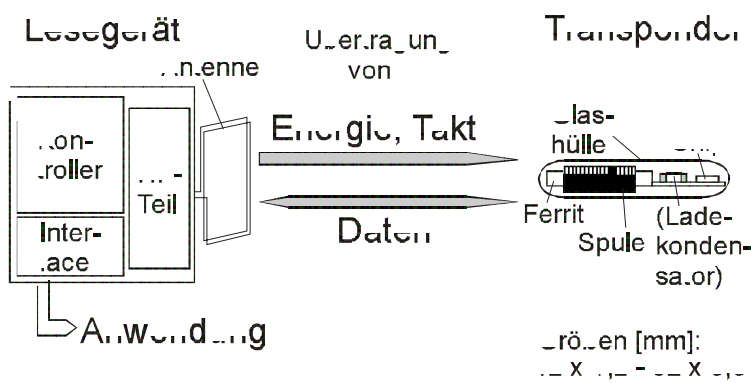 Lesegerät
Übertragung
von
Transponder
Antenne
Kon-
troller
Teil
Inter-
face
Energie, Takt
Daten
Glas-
hülle
Ferrit
Spule
(Lade-
konden-
sator)
Anwendung
Größen [mm]: